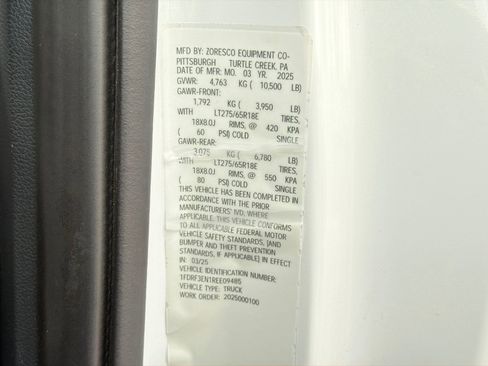 MFD BY: ZORESCO EQUIPMENT CO-
PITTSBURGH TURTLE CREEK, PA
DATE OF MFR: MO. 03 YR. 2025
GVWR: 4,763 KG ( 10,500 LB)
GAWR-FRONT:
1,792 KG ( 3,950 LB)
WITH LT275/65R18E TIRES,
18X8.0J RIMS, @ 420 KPA
( 60 PSI) COLD SINGLE
GAWR-REAR:
3,075 KG ( 6,780 LB)
WITH LT275/65R18E TIRES,
18X8.0J RIMS, @ 550 KPA
( 80 PSI) COLD SINGLE
THIS VEHICLE HAS BEEN COMPLETED IN
ACCORDANCE WITH THE PRIOR
MANUFACTURERS' IVD, WHERE
APPLICABLE. THIS VEHICLE CONFORMS
TO ALL APPLICABLE FEDERAL MOTOR
VEHICLE SAFETY STANDARDS, [AND
BUMPER AND THEFT PREVENTION
STANDARDS, IF APPLICABLE] IN EFFECT
IN: 03/25
VEHICLE IDENTIFICATION NUMBER:
1FDRF3EN1REE09485
VEHICLE TYPE: TRUCK
WORK ORDER: 2025000100